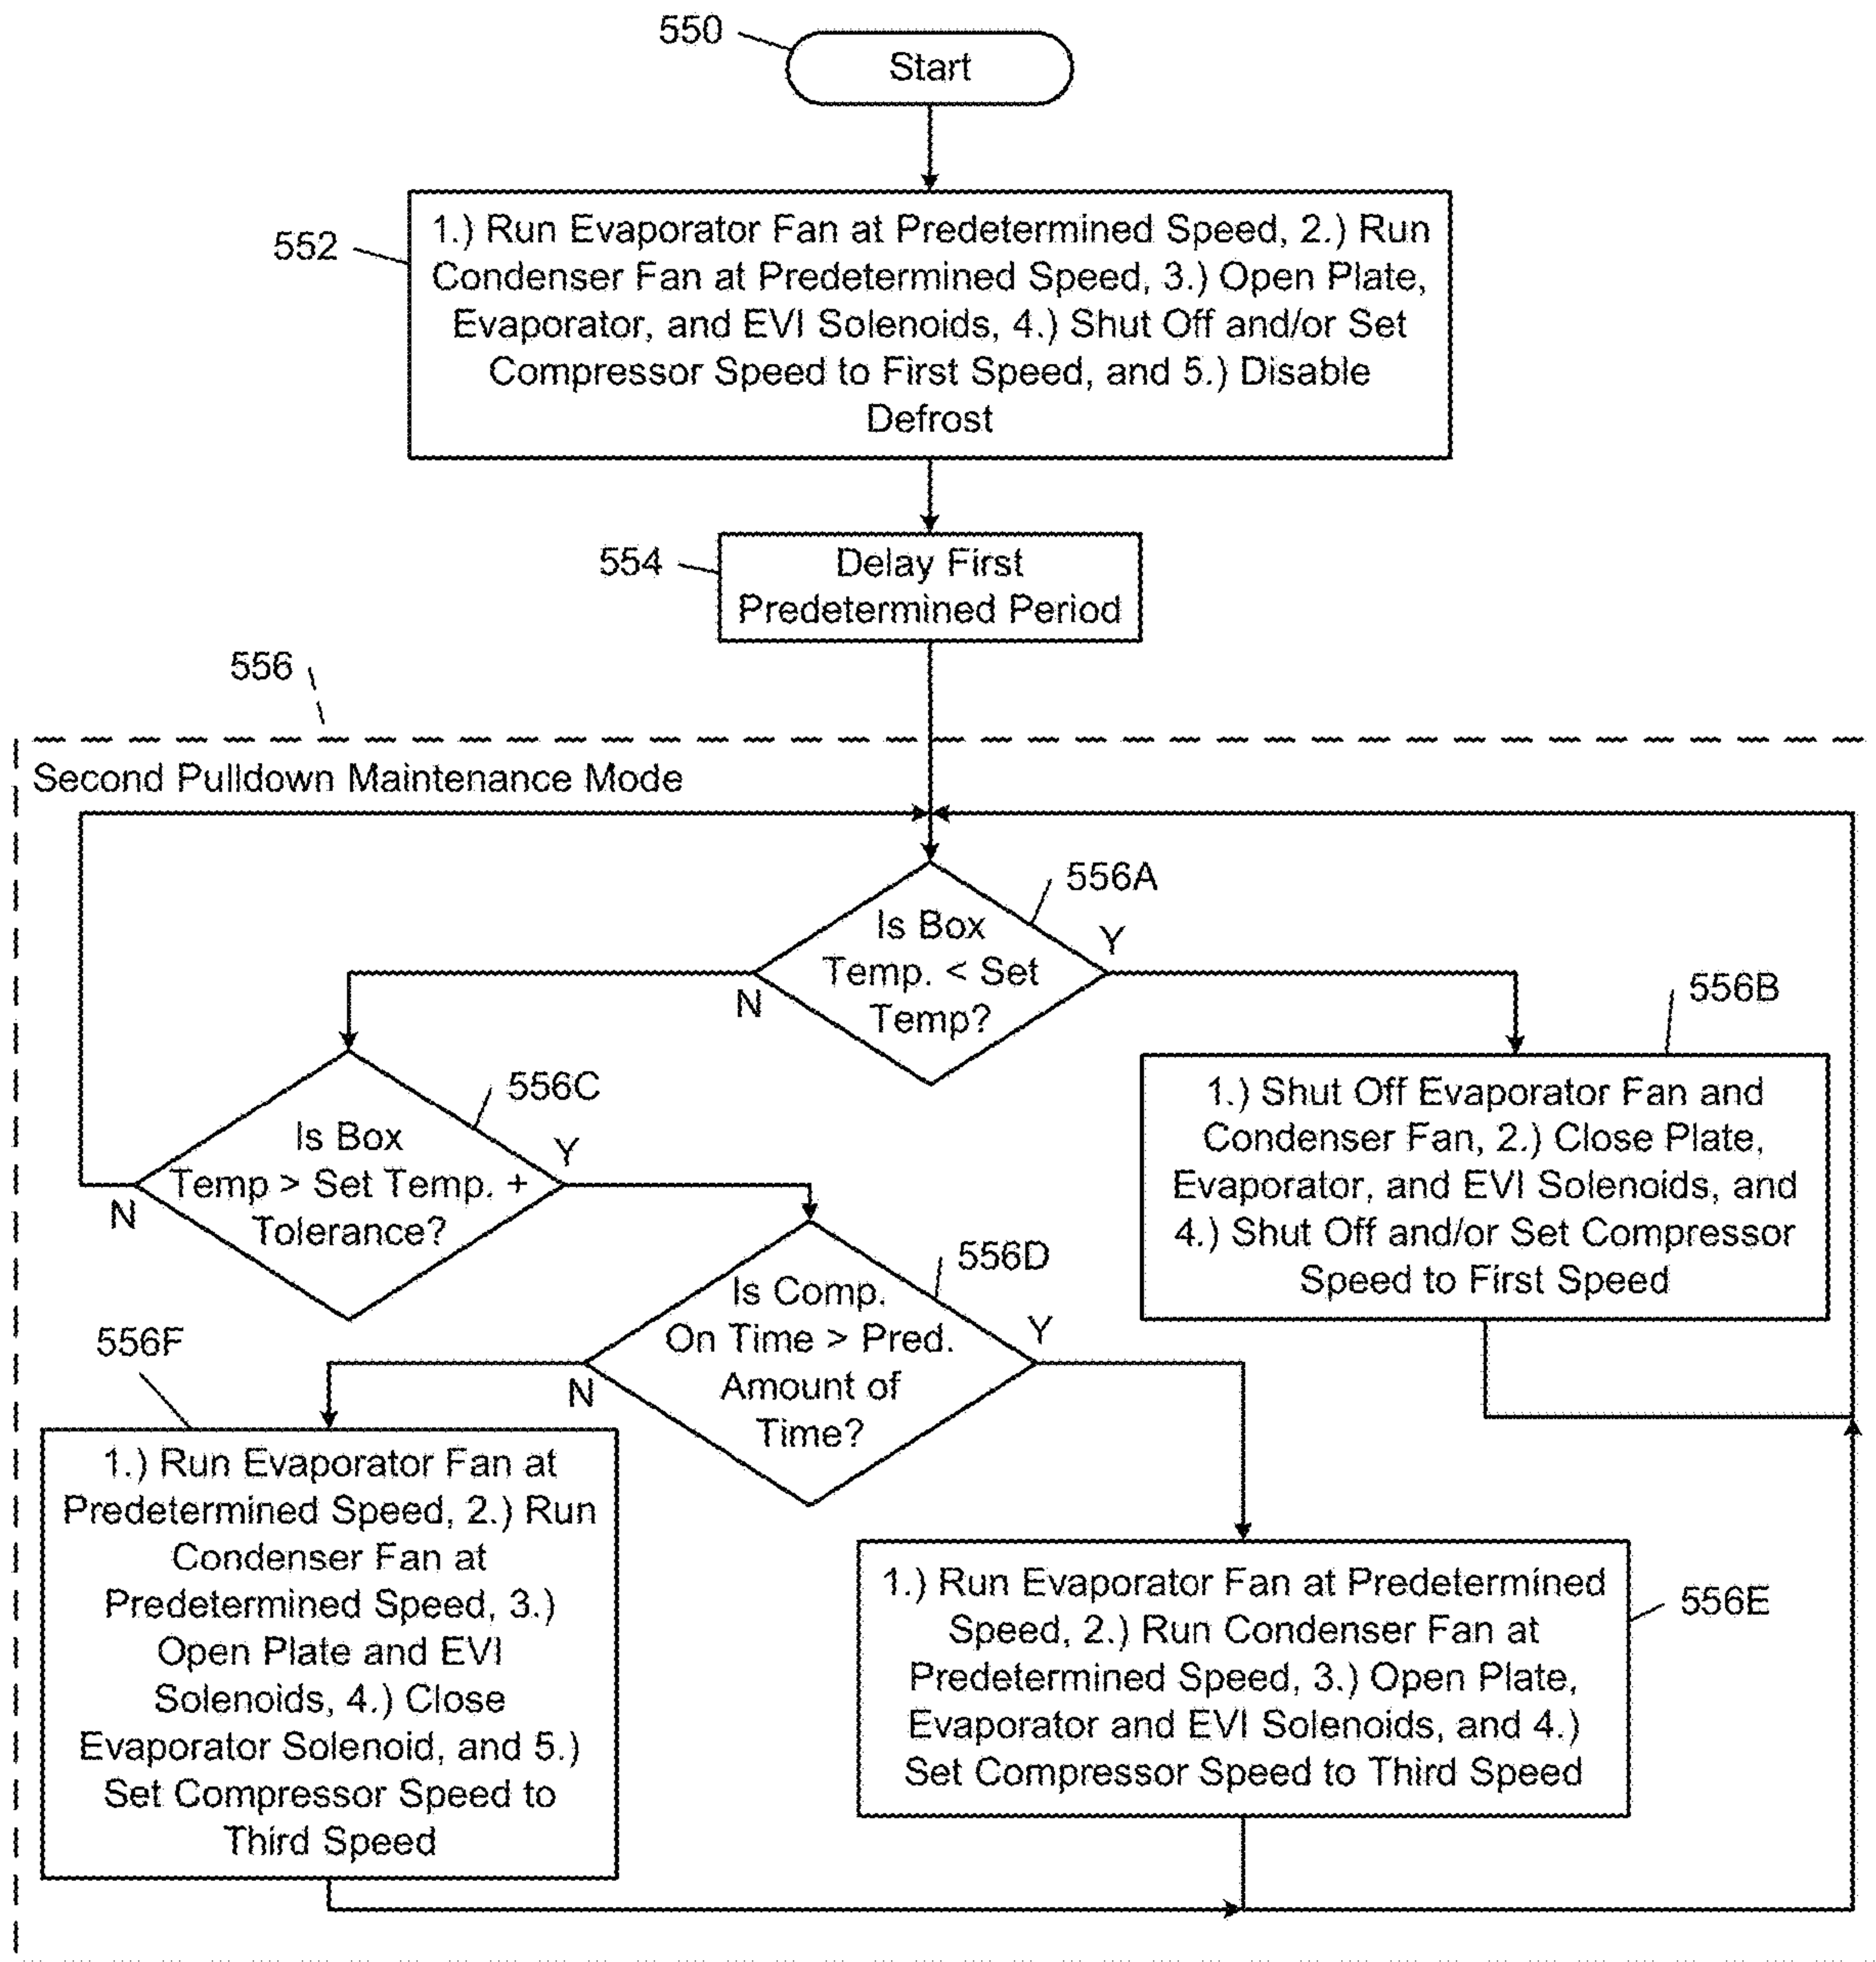 550
Start
552
1.) Run Evaporator Fan at Predetermined Speed, 2.) Run
Condenser Fan at Predetermined Speed, 3.) Open Plate,
Evaporator, and EVI Solenoids, 4.) Shut Off and/or Set
Compressor Speed to First Speed, and 5.) Disable
Defrost
554
Delay First
Predetermined Period
556
Second Pulldown Maintenance Mode
556A
Is Box
Temp. < Set
Temp?
Y
N
556B
1.) Shut Off Evaporator Fan and
Condenser Fan, 2.) Close Plate,
Evaporator, and EVI Solenoids, and
4.) Shut Off and/or Set Compressor
Speed to First Speed
556C
Is Box
Temp > Set Temp. +
Tolerance?
Y
N
556D
Is Comp.
On Time > Pred.
Amount of
Time?
Y
N
556F
1.) Run Evaporator Fan at
Predetermined Speed, 2.) Run
Condenser Fan at
Predetermined Speed, 3.)
Open Plate and EVI
Solenoids, 4.) Close
Evaporator Solenoid, and 5.)
Set Compressor Speed to
Third Speed
556E
1.) Run Evaporator Fan at Predetermined
Speed, 2.) Run Condenser Fan at
Predetermined Speed, 3.) Open Plate,
Evaporator and EVI Solenoids, and 4.)
Set Compressor Speed to Third Speed